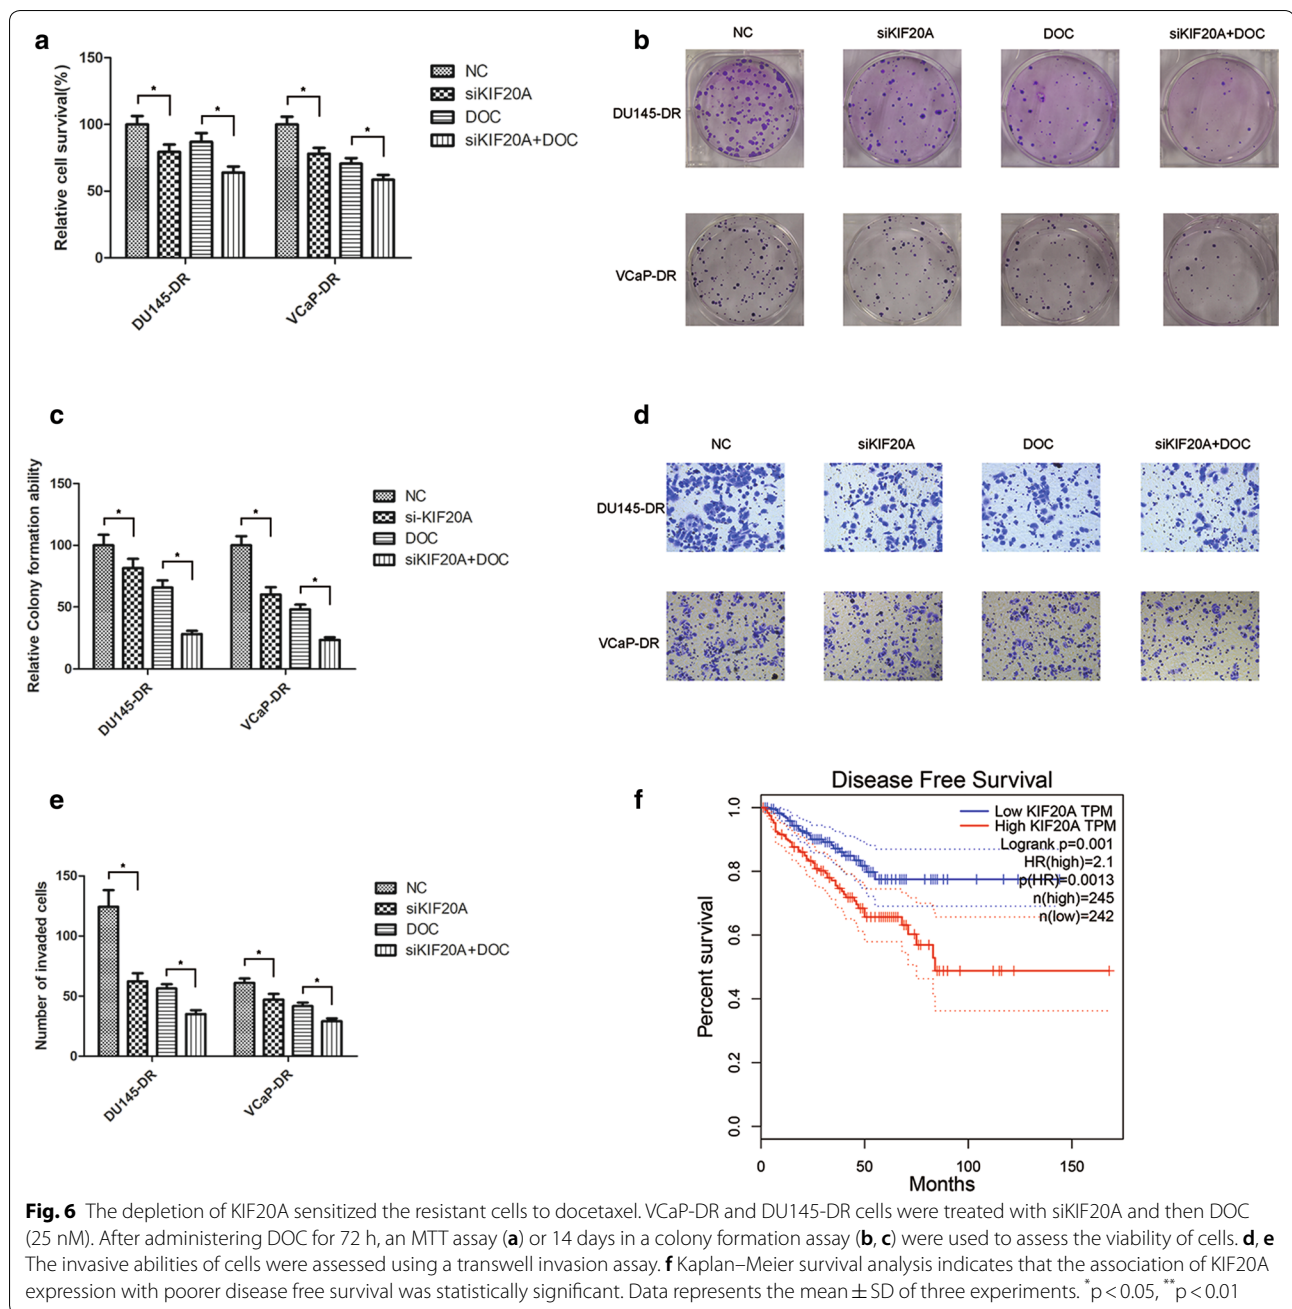 a
150
100
50
0
Relative cell survival(%)
* * * *
DU145-DR VCaP-DR
NC
siKIF20A
DOC
siKIF20A+DOC
b
NC siKIF20A DOC siKIF20A+DOC
DU145-DR
VCaP-DR
c
150
100
50
0
Relative Colony formation ability
* * * *
DU145-DR VCaP-DR
NC
si-KIF20A
DOC
siKIF20A+DOC
d
NC siKIF20A DOC siKIF20A+DOC
DU145-DR
VCaP-DR
e
150
100
50
0
Number of invaded cells
* * * *
DU145-DR VCaP-DR
NC
siKIF20A
DOC
siKIF20A+DOC
f
Disease Free Survival
1.0
0.8
0.6
0.4
0.2
0.0
Percent survival
Low KIF20A TPM
High KIF20A TPM
Logrank p=0.001
HR(high)=2.1
p(HR)=0.0013
n(high)=245
n(low)=242
0 50 100 150
Months
Fig. 6 The depletion of KIF20A sensitized the resistant cells to docetaxel. VCaP-DR and DU145-DR cells were treated with siKIF20A and then DOC
(25 nM). After administering DOC for 72 h, an MTT assay (a) or 14 days in a colony formation assay (b, c) were used to assess the viability of cells. d, e
The invasive abilities of cells were assessed using a transwell invasion assay. f Kaplan–Meier survival analysis indicates that the association of KIF20A
expression with poorer disease free survival was statistically significant. Data represents the mean ± SD of three experiments. *p < 0.05, **p < 0.01